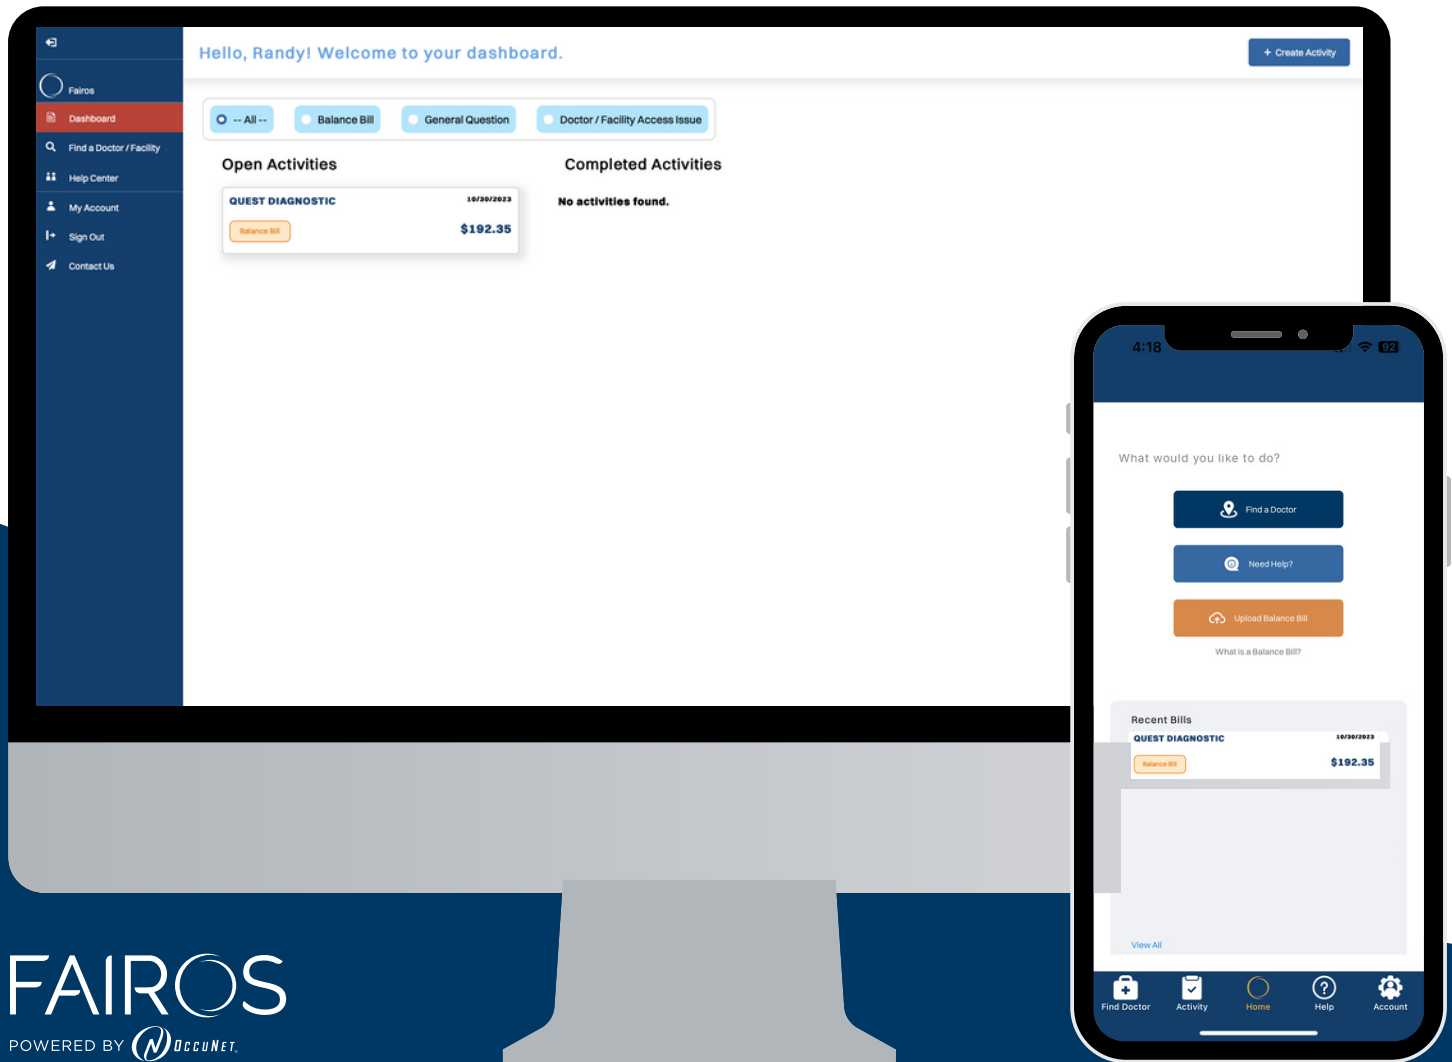 Hello, Randy! Welcome to your dashboard.
+ Create Activity
Fairos
Dashboard
Find a Doctor / Facility
Help Center
My Account
Sign Out
Contact Us
-- All --
Balance Bill
General Question
Doctor / Facility Access Issue
Open Activities
Completed Activities
QUEST DIAGNOSTIC 10/30/2023
Balance Bill $192.35
No activities found.
4:18 92
What would you like to do?
Find a Doctor
Need Help?
Upload Balance Bill
What is a Balance Bill?
Recent Bills
QUEST DIAGNOSTIC 10/30/2023
Balance Bill $192.35
View All
Find Doctor Activity Home Help Account
FAIROS
POWERED BY N OCCUNET